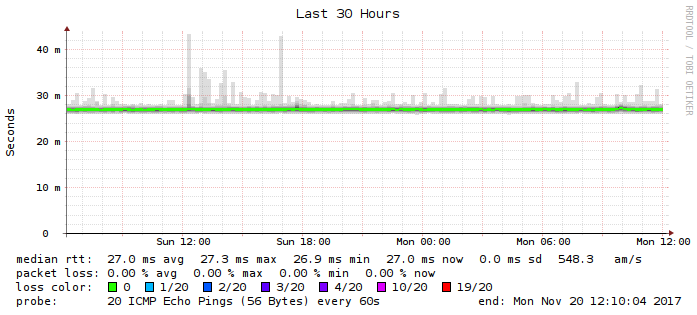 Last 30 Hours
RRDTOOL / TOBI OETIKER
Seconds
40 m
30 m
20 m
10 m
0
Sun 12:00 Sun 18:00 Mon 00:00 Mon 06:00 Mon 12:00
median rtt: 27.0 ms avg 27.3 ms max 26.9 ms min 27.0 ms now 0.0 ms sd 548.3 am/s
packet loss: 0.00 % avg 0.00 % max 0.00 % min 0.00 % now
loss color: 0 1/20 2/20 3/20 4/20 10/20 19/20
probe: 20 ICMP Echo Pings (56 Bytes) every 60s end: Mon Nov 20 12:10:04 2017